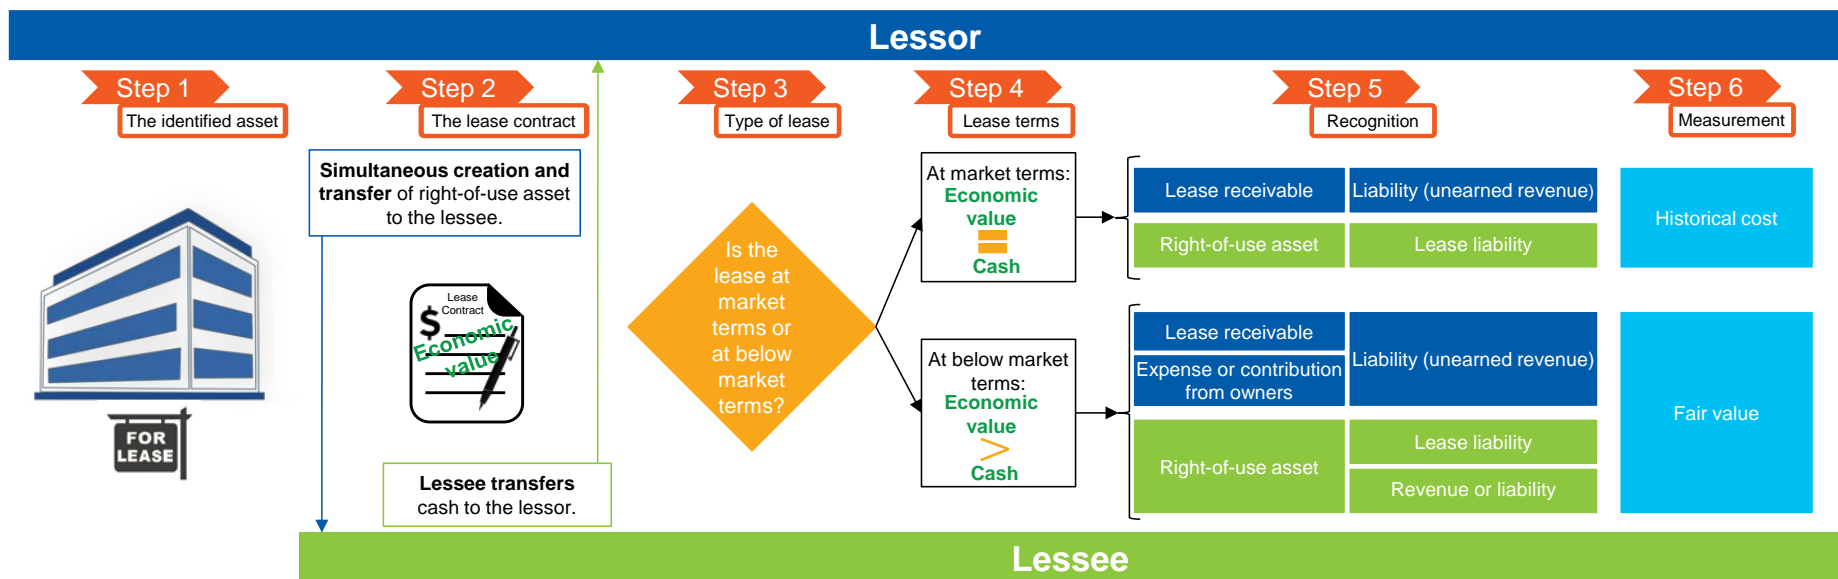 Lessor
Step 1
The identified asset
Step 2
The lease contract
Step 3
Type of lease
Step 4
Lease terms
Step 5
Recognition
Step 6
Measurement
Simultaneous creation and
transfer of right-of-use asset
to the lessee.
FOR
LEASE
Lease
Contract
$
Economic
value
Lessee transfers
cash to the lessor.
Is the
lease at
market
terms or
at below
market
terms?
At market terms:
Economic
value
=
Cash
At below market
terms:
Economic
value
>
Cash
Lease receivable
Liability (unearned revenue)
Right-of-use asset
Lease liability
Historical cost
Lease receivable
Expense or contribution
from owners
Liability (unearned revenue)
Right-of-use asset
Lease liability
Revenue or liability
Fair value
Lessee